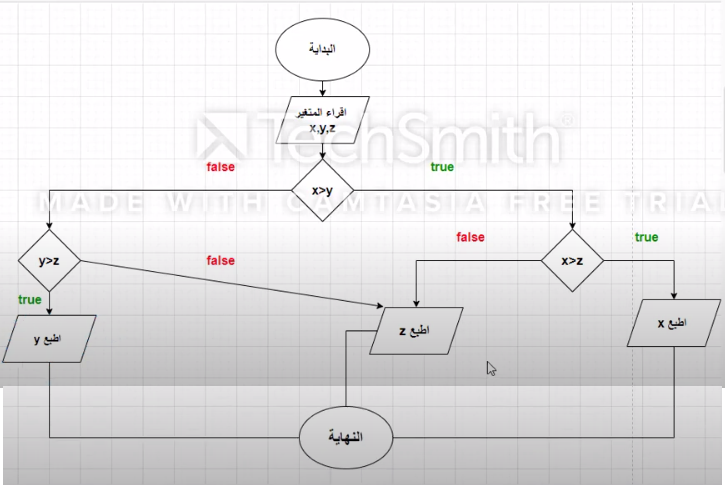 البداية
اقراء المتغير
x,y,z
TechSmith®
false
true
x>y
MADE WITH CAMTASIA FREE TRIAL
false
true
y>z
false
x>z
true
اطبع y
اطبع z
اطبع x
النهاية